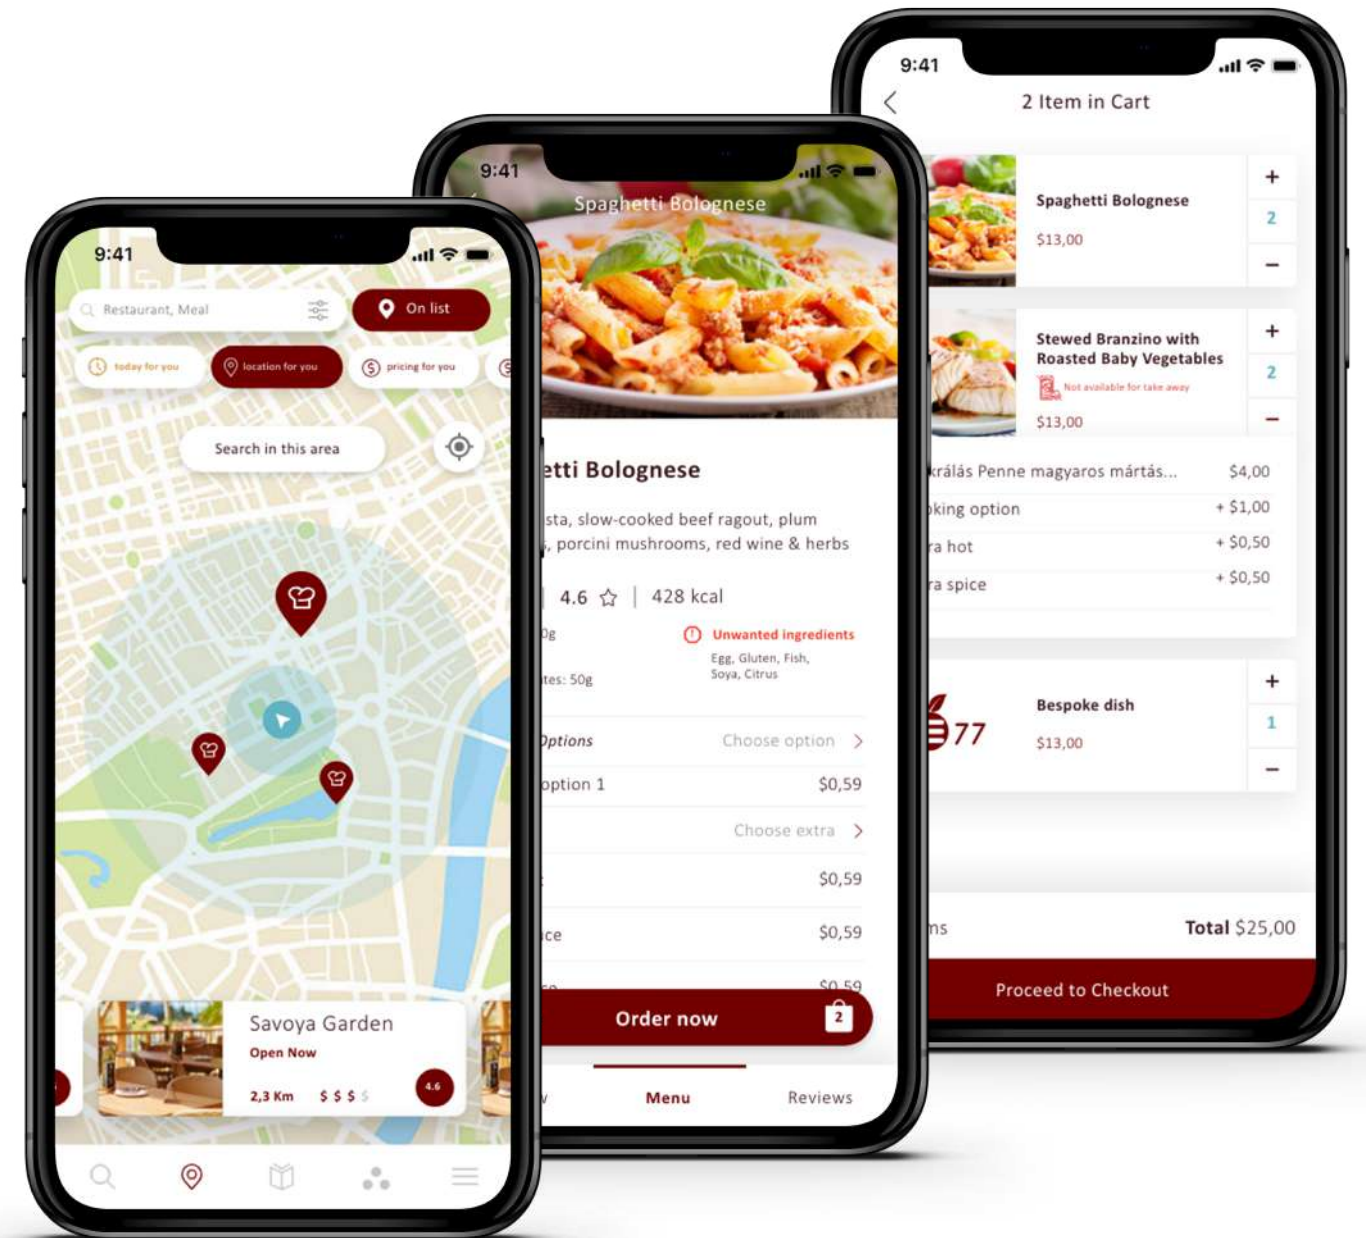 9:41
Restaurant, Meal
On list
today for you
location for you
pricing for you
Search in this area
Savoya Garden
Open Now
2,3 Km $ $ $ $
4.6
9:41
Spaghetti Bolognese
etti Bolognese
sta, slow-cooked beef ragout, plum
, porcini mushrooms, red wine & herbs
4.6 | 428 kcal
0g
Unwanted ingredients
Egg, Gluten, Fish,
Soya, Citrus
tes: 50g
Options
Choose option >
option 1
$0,59
Choose extra >
$0,59
ice
$0,59
$0,59
Order now
2
Menu
Reviews
9:41
2 Item in Cart
Spaghetti Bolognese
$13,00
+
2
−
Stewed Branzino with
Roasted Baby Vegetables
Not available for take away
$13,00
+
2
−
králás Penne magyaros mártás...
$4,00
king option
+ $1,00
ra hot
+ $0,50
ra spice
+ $0,50
77
Bespoke dish
$13,00
+
1
−
ms
Total $25,00
Proceed to Checkout